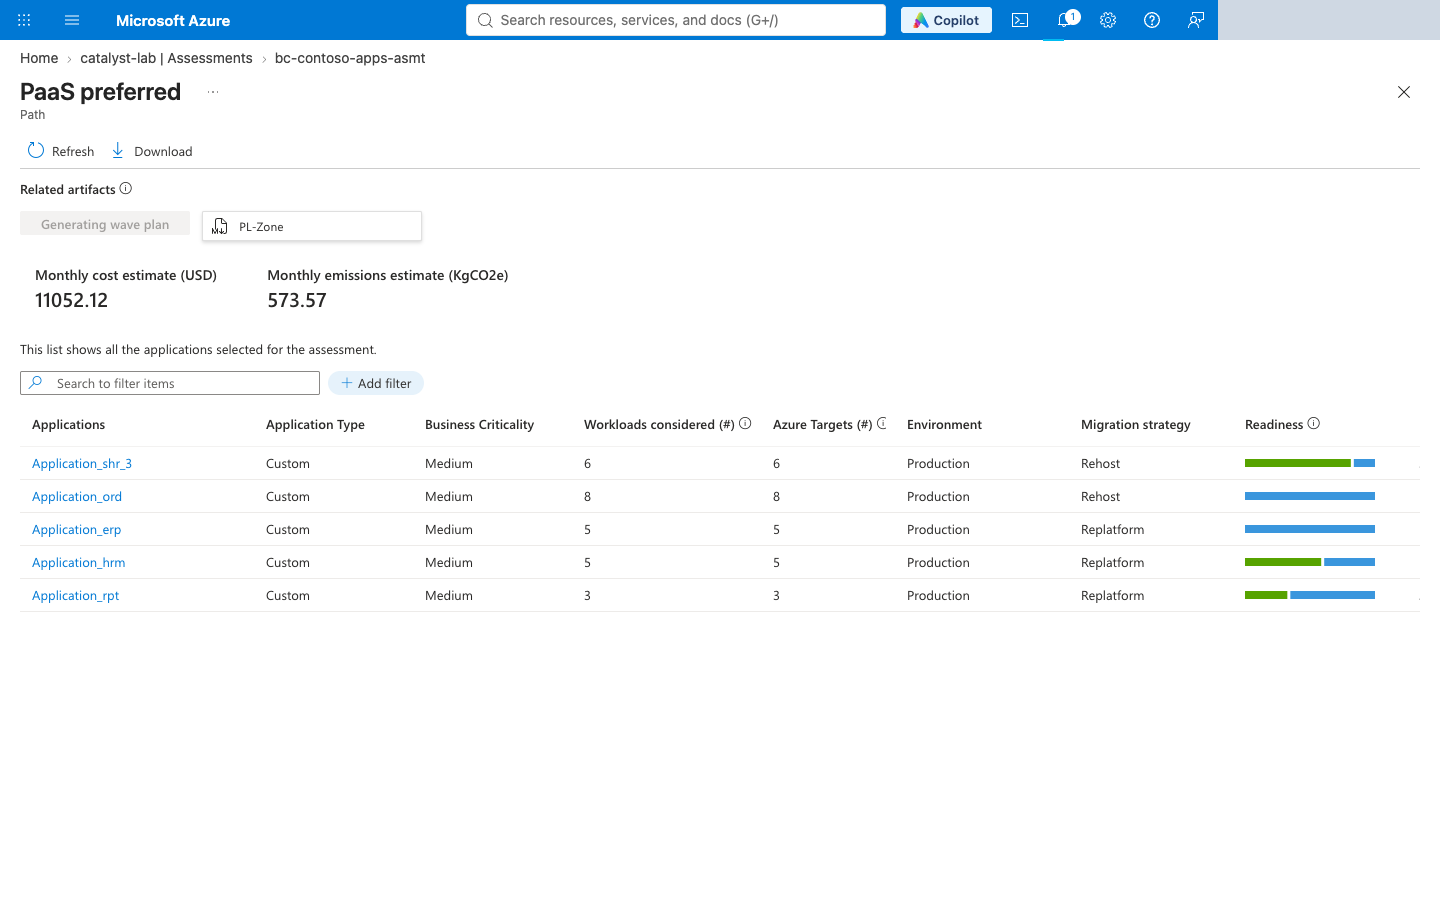 Microsoft Azure
Search resources, services, and docs (G+/)
Copilot
1
Home > catalyst-lab | Assessments > bc-contoso-apps-asmt
PaaS preferred ...
Path
Refresh Download
Related artifacts
Generating wave plan
M↓ PL-Zone
Monthly cost estimate (USD) Monthly emissions estimate (KgCO2e)
11052.12 573.57
This list shows all the applications selected for the assessment.
Search to filter items + Add filter
Applications Application Type Business Criticality Workloads considered (#) Azure Targets (#) Environment Migration strategy Readiness
Application_shr_3 Custom Medium 6 6 Production Rehost
Application_ord Custom Medium 8 8 Production Rehost
Application_erp Custom Medium 5 5 Production Replatform
Application_hrm Custom Medium 5 5 Production Replatform
Application_rpt Custom Medium 3 3 Production Replatform